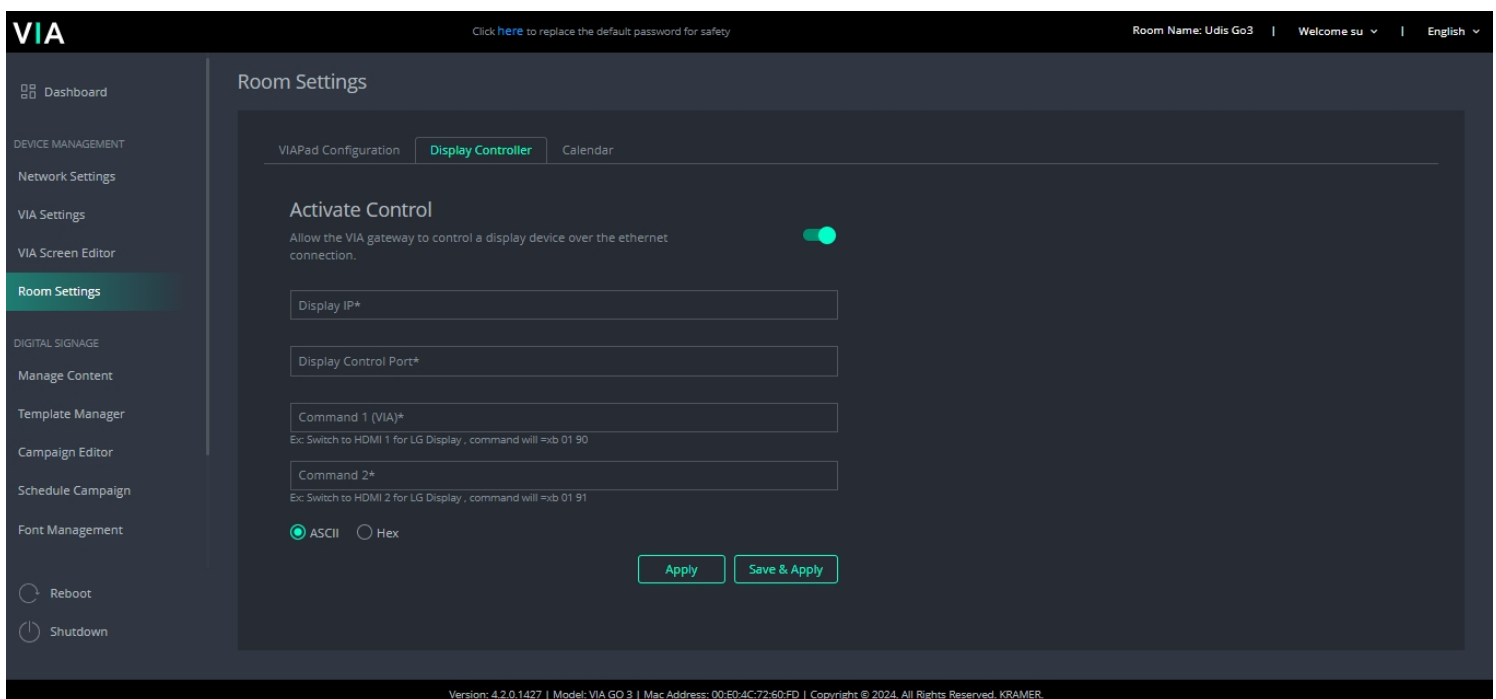 VIA
Click here to replace the default password for safety
Room Name: Udis Go3 | Welcome su | English
Dashboard
DEVICE MANAGEMENT
Network Settings
VIA Settings
VIA Screen Editor
Room Settings
DIGITAL SIGNAGE
Manage Content
Template Manager
Campaign Editor
Schedule Campaign
Font Management
Reboot
Shutdown
Room Settings
VIAPad Configuration
Display Controller
Calendar
Activate Control
Allow the VIA gateway to control a display device over the ethernet
connection.
Display IP*
Display Control Port*
Command 1 (VIA)*
Ex: Switch to HDMI 1 for LG Display , command will =xb 01 90
Command 2*
Ex: Switch to HDMI 2 for LG Display , command will =xb 01 91
ASCII
Hex
Apply
Save & Apply
Version: 4.2.0.1427 | Model: VIA GO 3 | Mac Address: 00:E0:4C:72:60:FD | Copyright © 2024. All Rights Reserved. KRAMER.